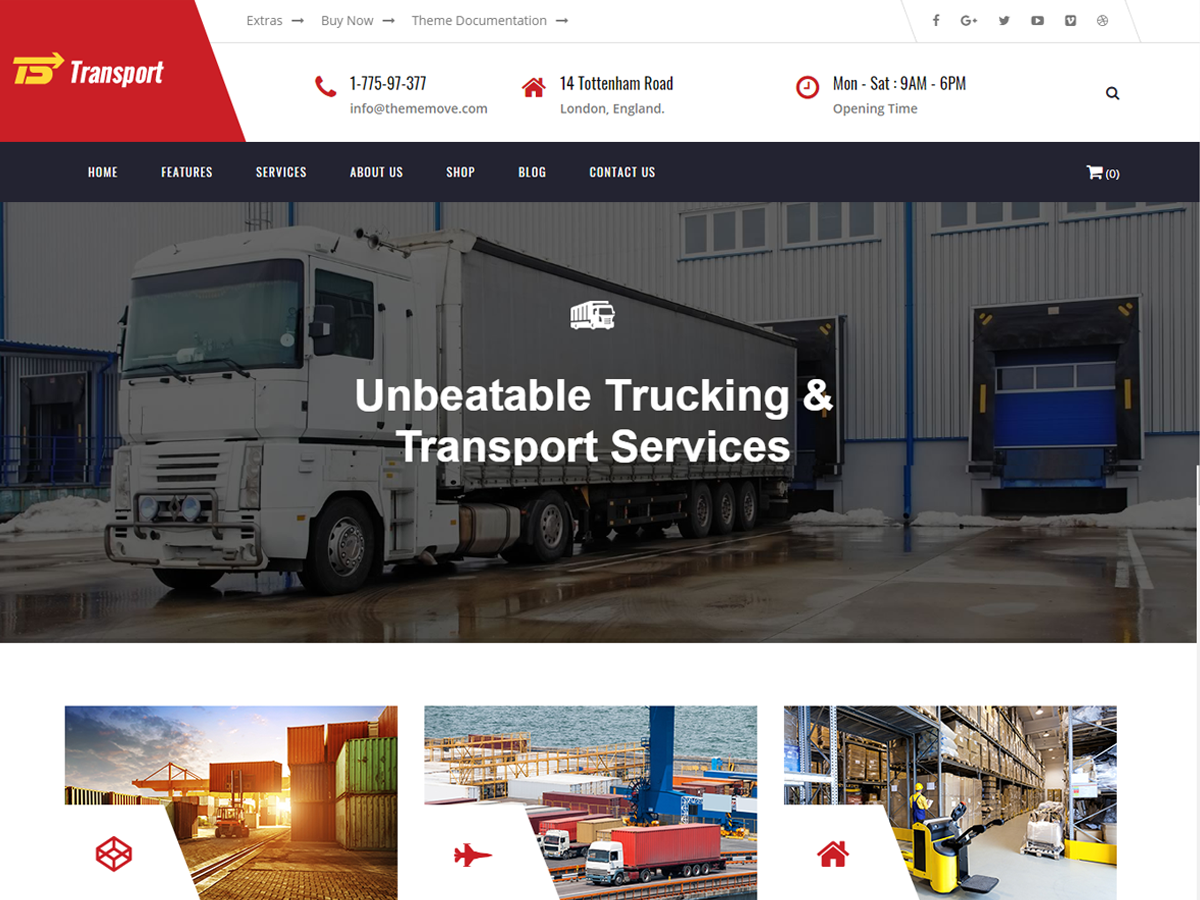 Extras
Buy Now
Theme Documentation
Transport
1-775-97-377
info@thememove.com
14 Tottenham Road
London, England.
Mon - Sat : 9AM - 6PM
Opening Time
HOME
FEATURES
SERVICES
ABOUT US
SHOP
BLOG
CONTACT US
(0)
Unbeatable Trucking &
Transport Services